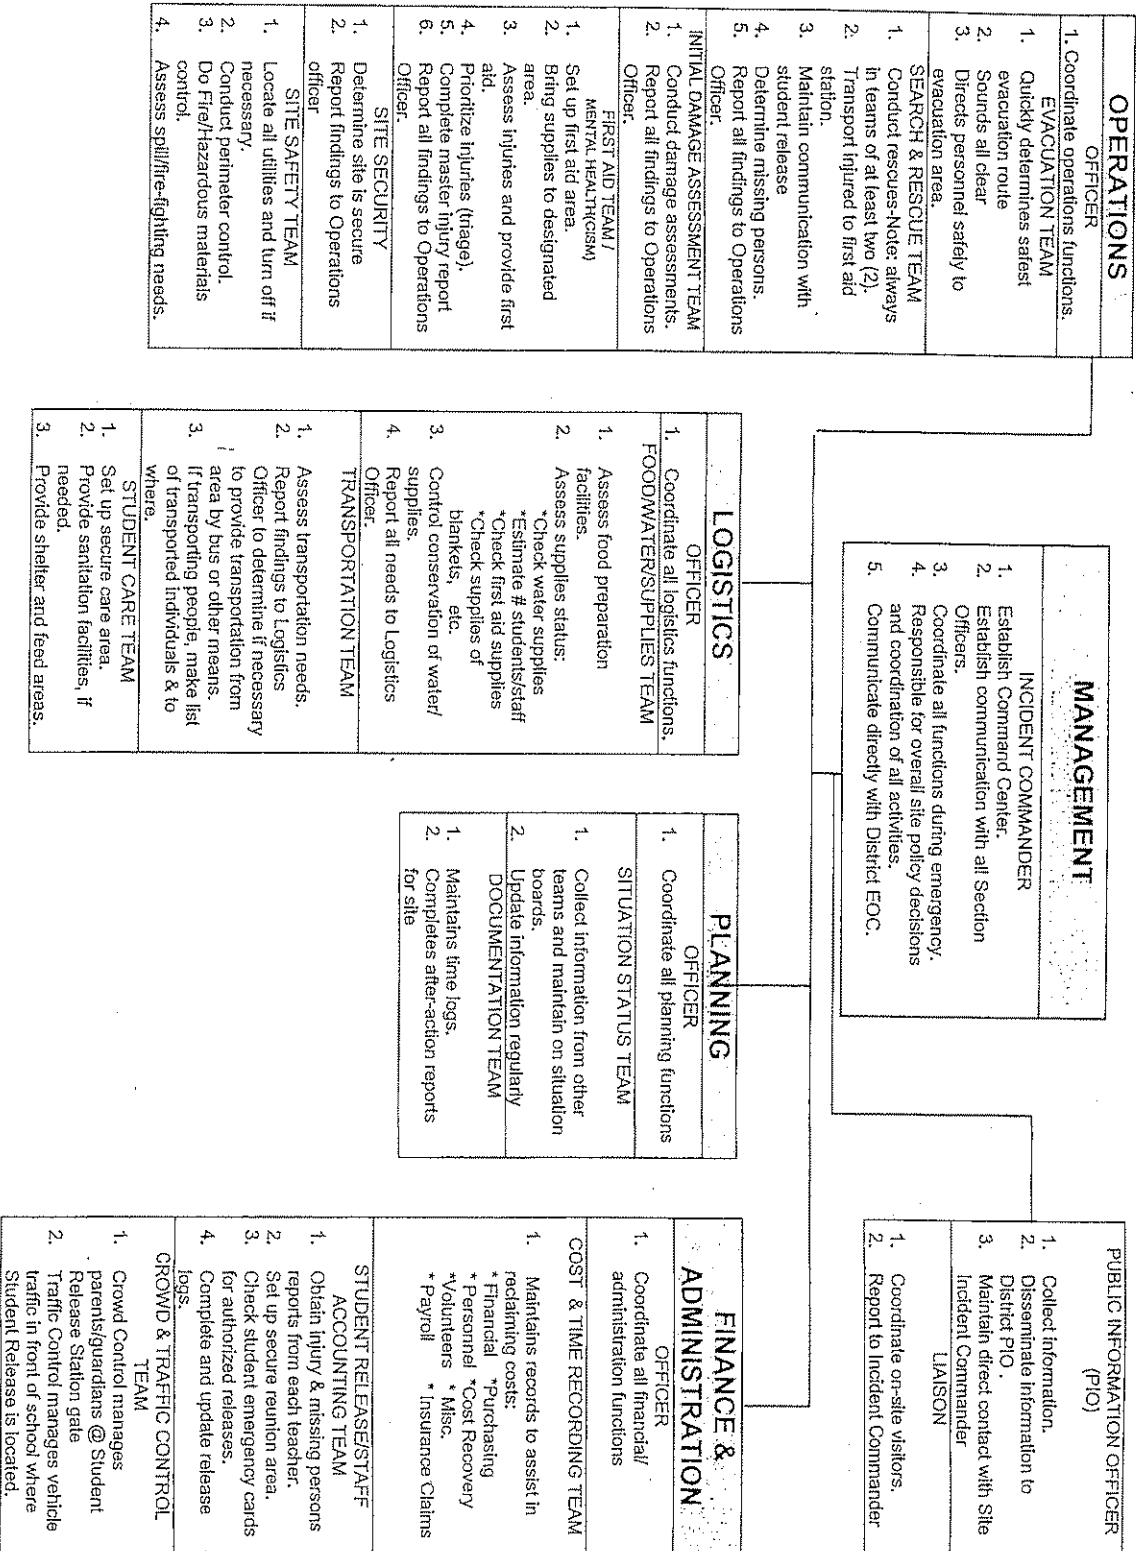 MANAGEMENT
INCIDENT COMMANDER
1. Establish Command Center.
2. Establish communication with all Section
Officers.
3. Coordinate all functions during emergency.
4. Responsible for overall site policy decisions
and coordination of all activities.
5. Communicate directly with District EOC.
PUBLIC INFORMATION OFFICER
(PIO)
1. Collect information.
2. Disseminate information to
District PIO.
3. Maintain direct contact with Site
Incident Commander
LIAISON
1. Coordinate on-site visitors.
2. Report to Incident Commander
OPERATIONS
OFFICER
1. Coordinate operations functions.
EVACUATION TEAM
1. Quickly determines safest
evacuation route
2. Sounds all clear
3. Directs personnel safely to
evacuation area.
SEARCH & RESCUE TEAM
1. Conduct rescues-Note: always
in teams of at least two (2).
2. Transport injured to first aid
station.
3. Maintain communication with
student release
4. Determine missing persons.
5. Report all findings to Operations
Officer.
INITIAL DAMAGE ASSESSMENT TEAM
1. Conduct damage assessments.
2. Report all findings to Operations
Officer.
FIRST AID TEAM /
MENTAL HEALTH(CISM)
1. Set up first aid area.
2. Bring supplies to designated
area.
3. Assess injuries and provide first
aid.
4. Prioritize injuries (triage).
5. Complete master injury report
6. Report all findings to Operations
Officer.
SITE SECURITY
1. Determine site is secure
2. Report findings to Operations
officer
SITE SAFETY TEAM
1. Locate all utilities and turn off if
necessary.
2. Conduct perimeter control.
3. Do Fire/Hazardous materials
control.
4. Assess spill/fire-fighting needs.
LOGISTICS
OFFICER
1. Coordinate all logistics functions.
FOOD/WATER/SUPPLIES TEAM
1. Assess food preparation
facilities.
2. Assess supplies status:
*Check water supplies
*Estimate # students/staff
*Check first aid supplies
*Check supplies of
blankets, etc.
3. Control conservation of water/
supplies.
4. Report all needs to Logistics
Officer.
TRANSPORTATION TEAM
1. Assess transportation needs.
2. Report findings to Logistics
Officer to determine if necessary
to provide transportation from
area by bus or other means.
3. If transporting people, make list
of transported individuals & to
where.
STUDENT CARE TEAM
1. Set up secure care area.
2. Provide sanitation facilities, if
needed.
3. Provide shelter and feed areas.
PLANNING
OFFICER
1. Coordinate all planning functions
SITUATION STATUS TEAM
1. Collect information from other
teams and maintain on situation
boards.
2. Update information regularly
DOCUMENTATION TEAM
1. Maintains time logs.
2. Completes after-action reports
for site
FINANCE &
ADMINISTRATION
OFFICER
1. Coordinate all financial/
administration functions
COST & TIME RECORDING TEAM
1. Maintains records to assist in
reclaiming costs:
* Financial *Purchasing
* Personnel *Cost Recovery
*Volunteers * Misc.
* Payroll * Insurance Claims
STUDENT RELEASE/STAFF
ACCOUNTING TEAM
1. Obtain injury & missing persons
reports from each teacher.
2. Set up secure reunion area.
3. Check student emergency cards
for authorized releases.
4. Complete and update release
logs.
CROWD & TRAFFIC CONTROL
TEAM
1. Crowd Control manages
parents/guardians @ Student
Release Station gate
2. Traffic Control manages vehicle
traffic in front of school where
Student Release is located.